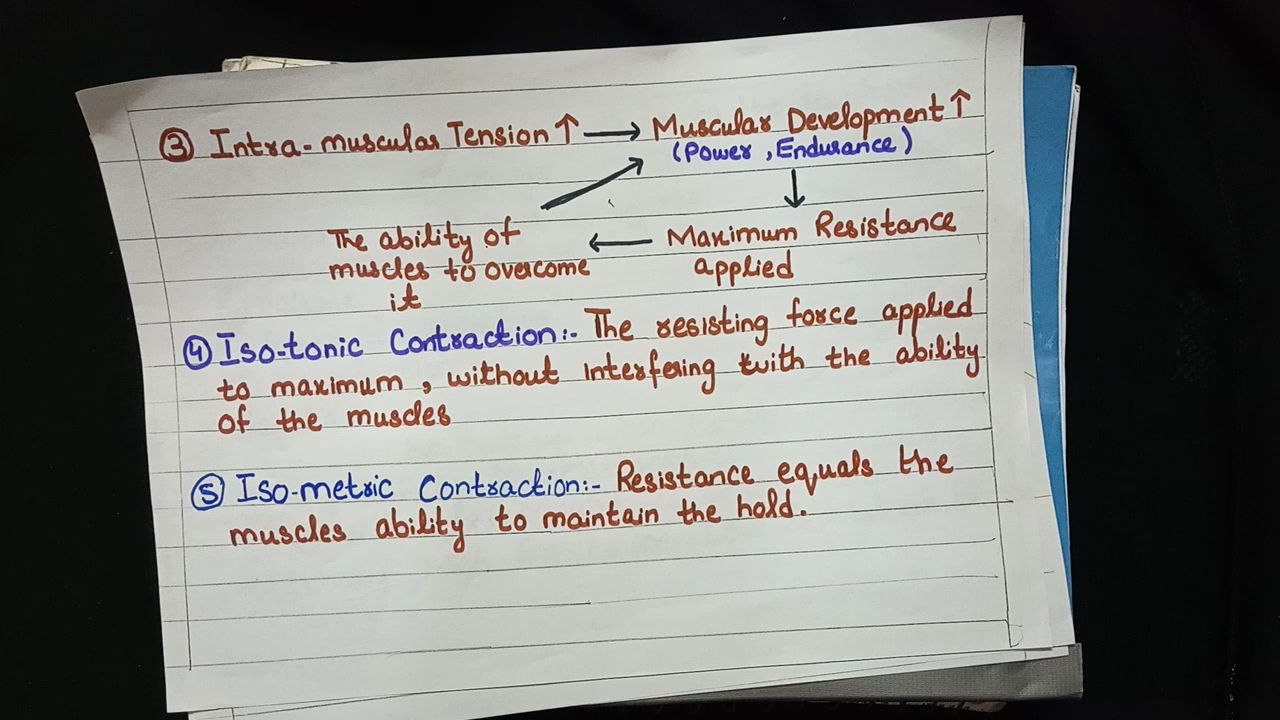 ③ Intra-muscular Tension ↑ → Muscular Development ↑
(Power, Endurance)
The ability of ← Maximum Resistance
muscles to overcome applied
it
④ Iso-tonic Contraction:- The resisting force applied
to maximum, without interfering with the ability
of the muscles
⑤ Iso-metric Contraction:- Resistance equals the
muscles ability to maintain the hold.